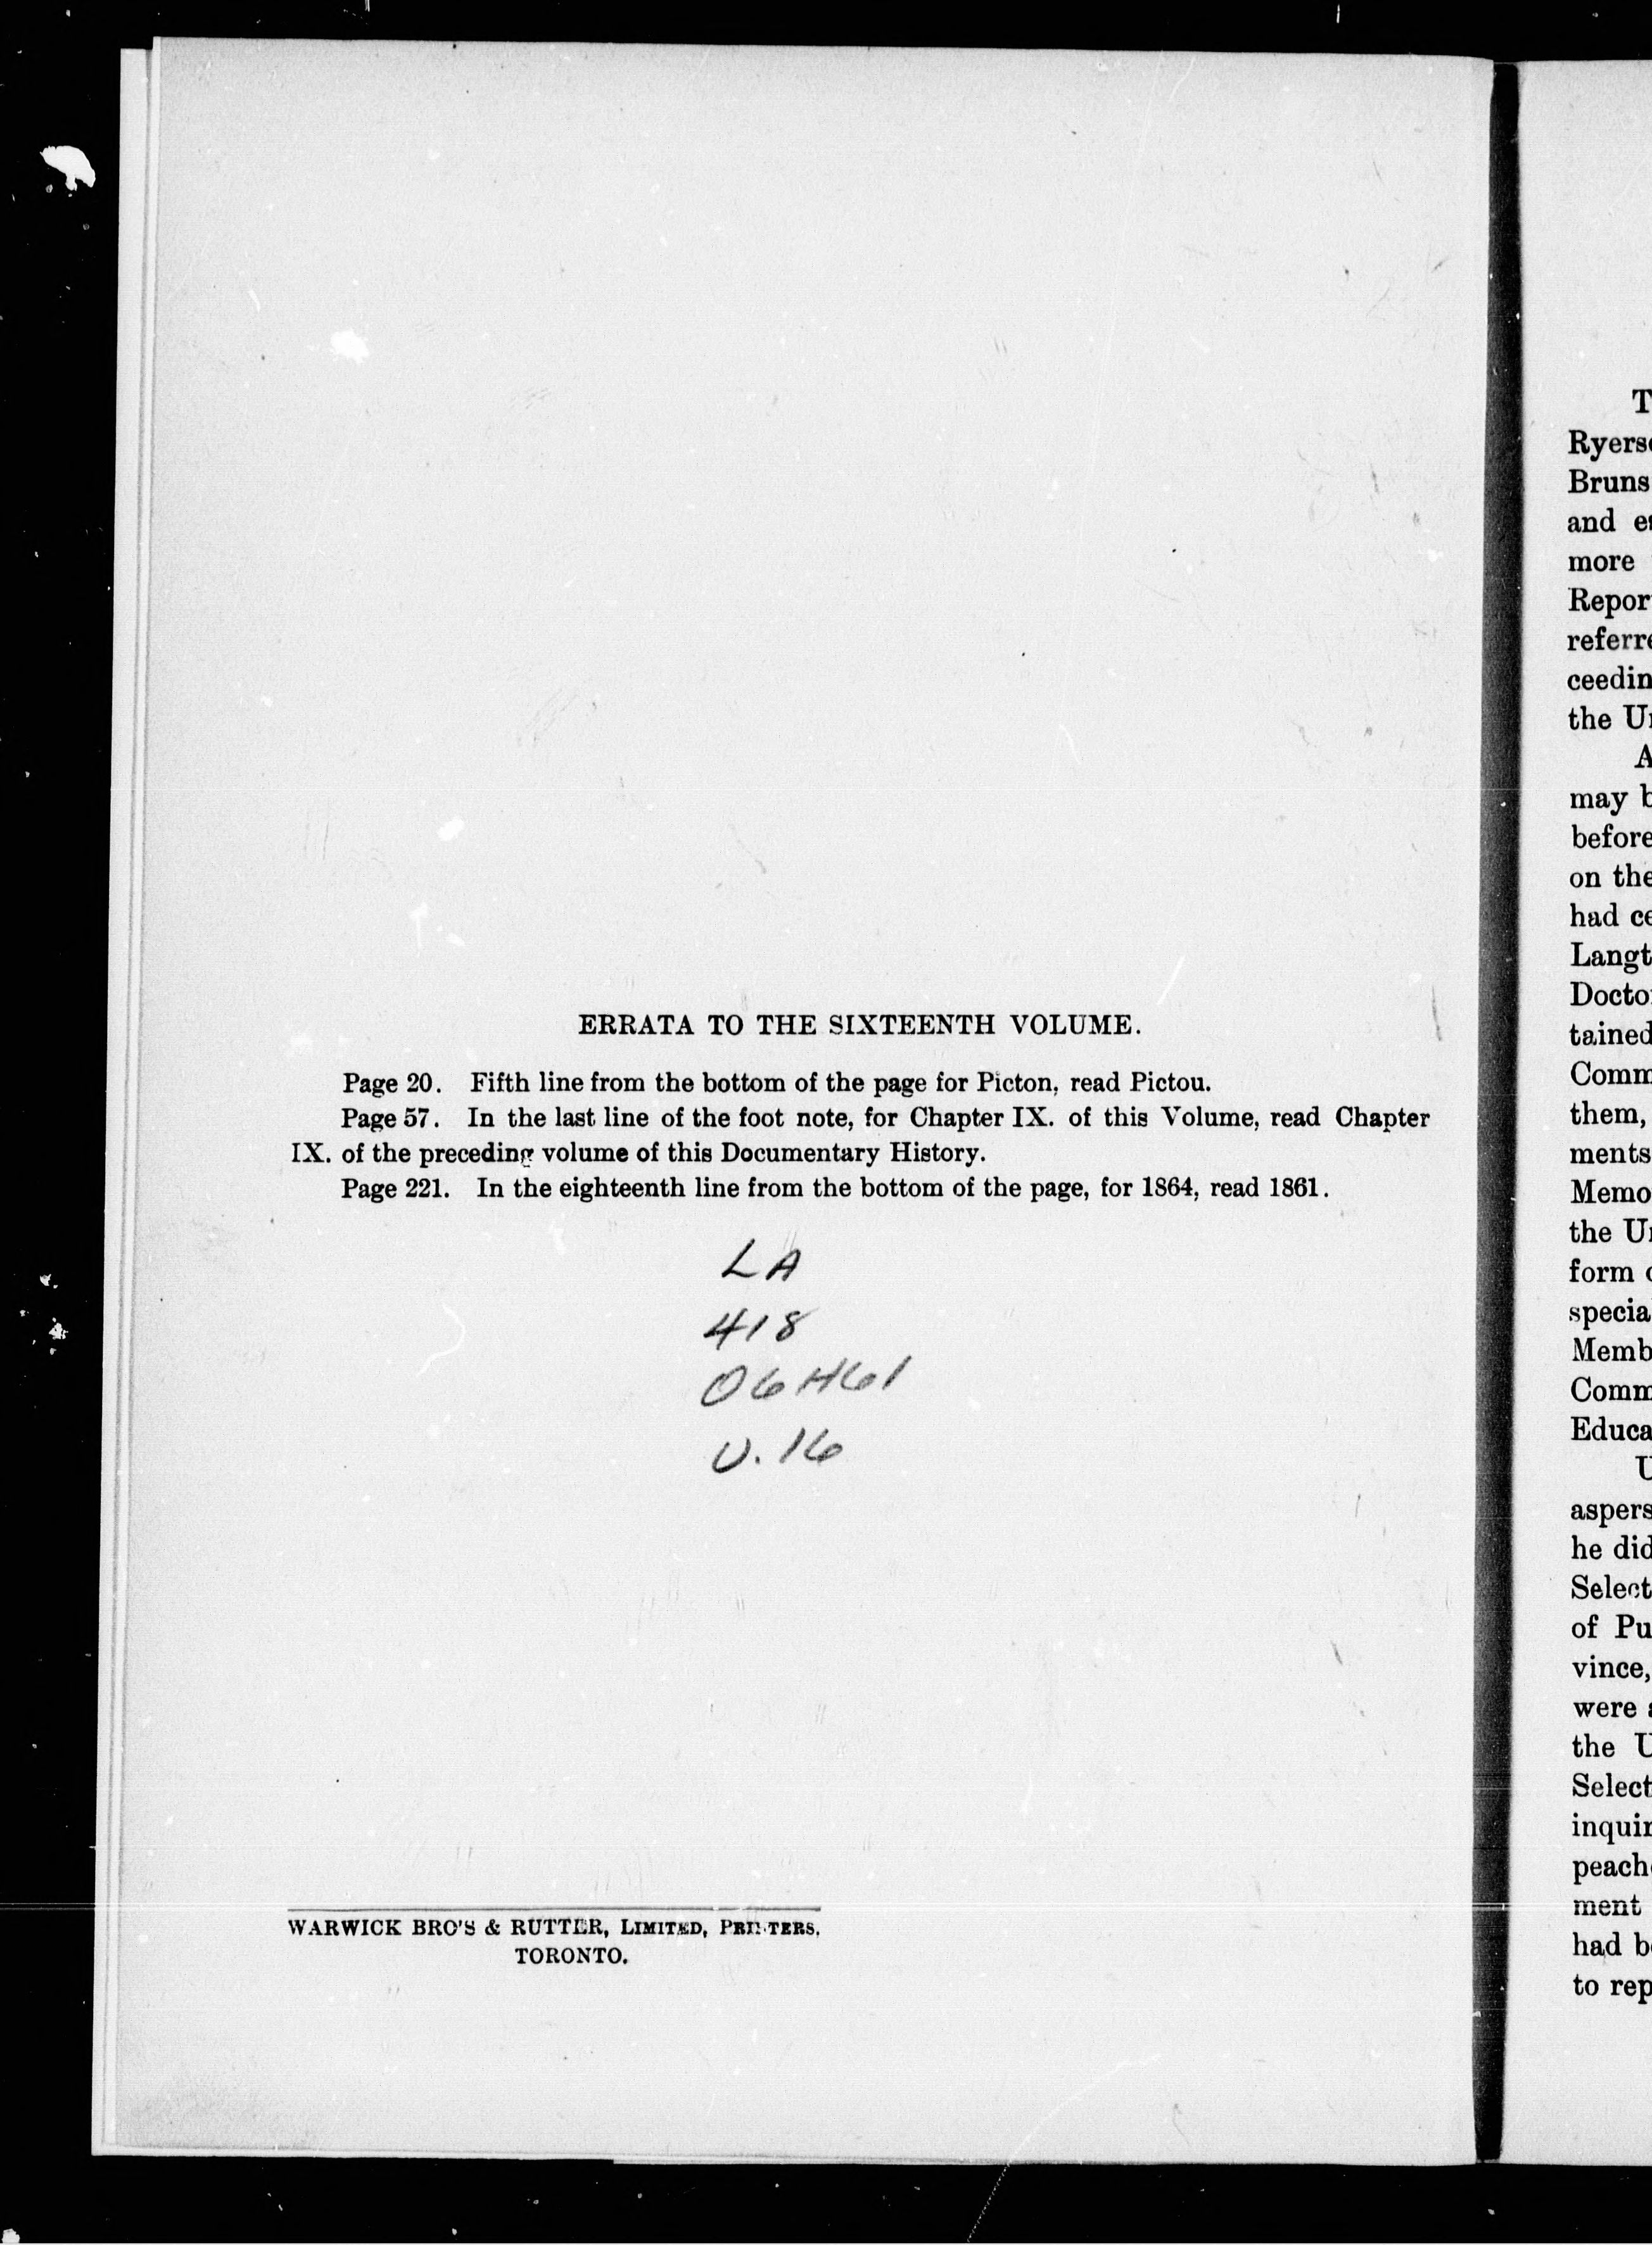 ERRATA TO THE SIXTEENTH VOLUME.
Page 20. Fifth line from the bottom of the page for Picton, read Pictou.
Page 57. In the last line of the foot note, for Chapter IX. of this Volume, read Chapter
IX. of the preceding volume of this Documentary History.
Page 221. In the eighteenth line from the bottom of the page, for 1864, read 1861.
LA
418
O6H61
v.16
WARWICK BRO'S & RUTTER, LIMITED, PRINTERS,
TORONTO.
T
Ryers
Bruns
and e
more
Repor
referre
ceedin
the U
A
may b
before
on the
had ce
Langt
Docto
tained
Comm
them,
ments
Memo
the U
form
specia
Memb
Comm
Educa
U
aspers
he did
Select
of Pu
vince,
were
the U
Select
inquir
peach
ment
had b
to rep